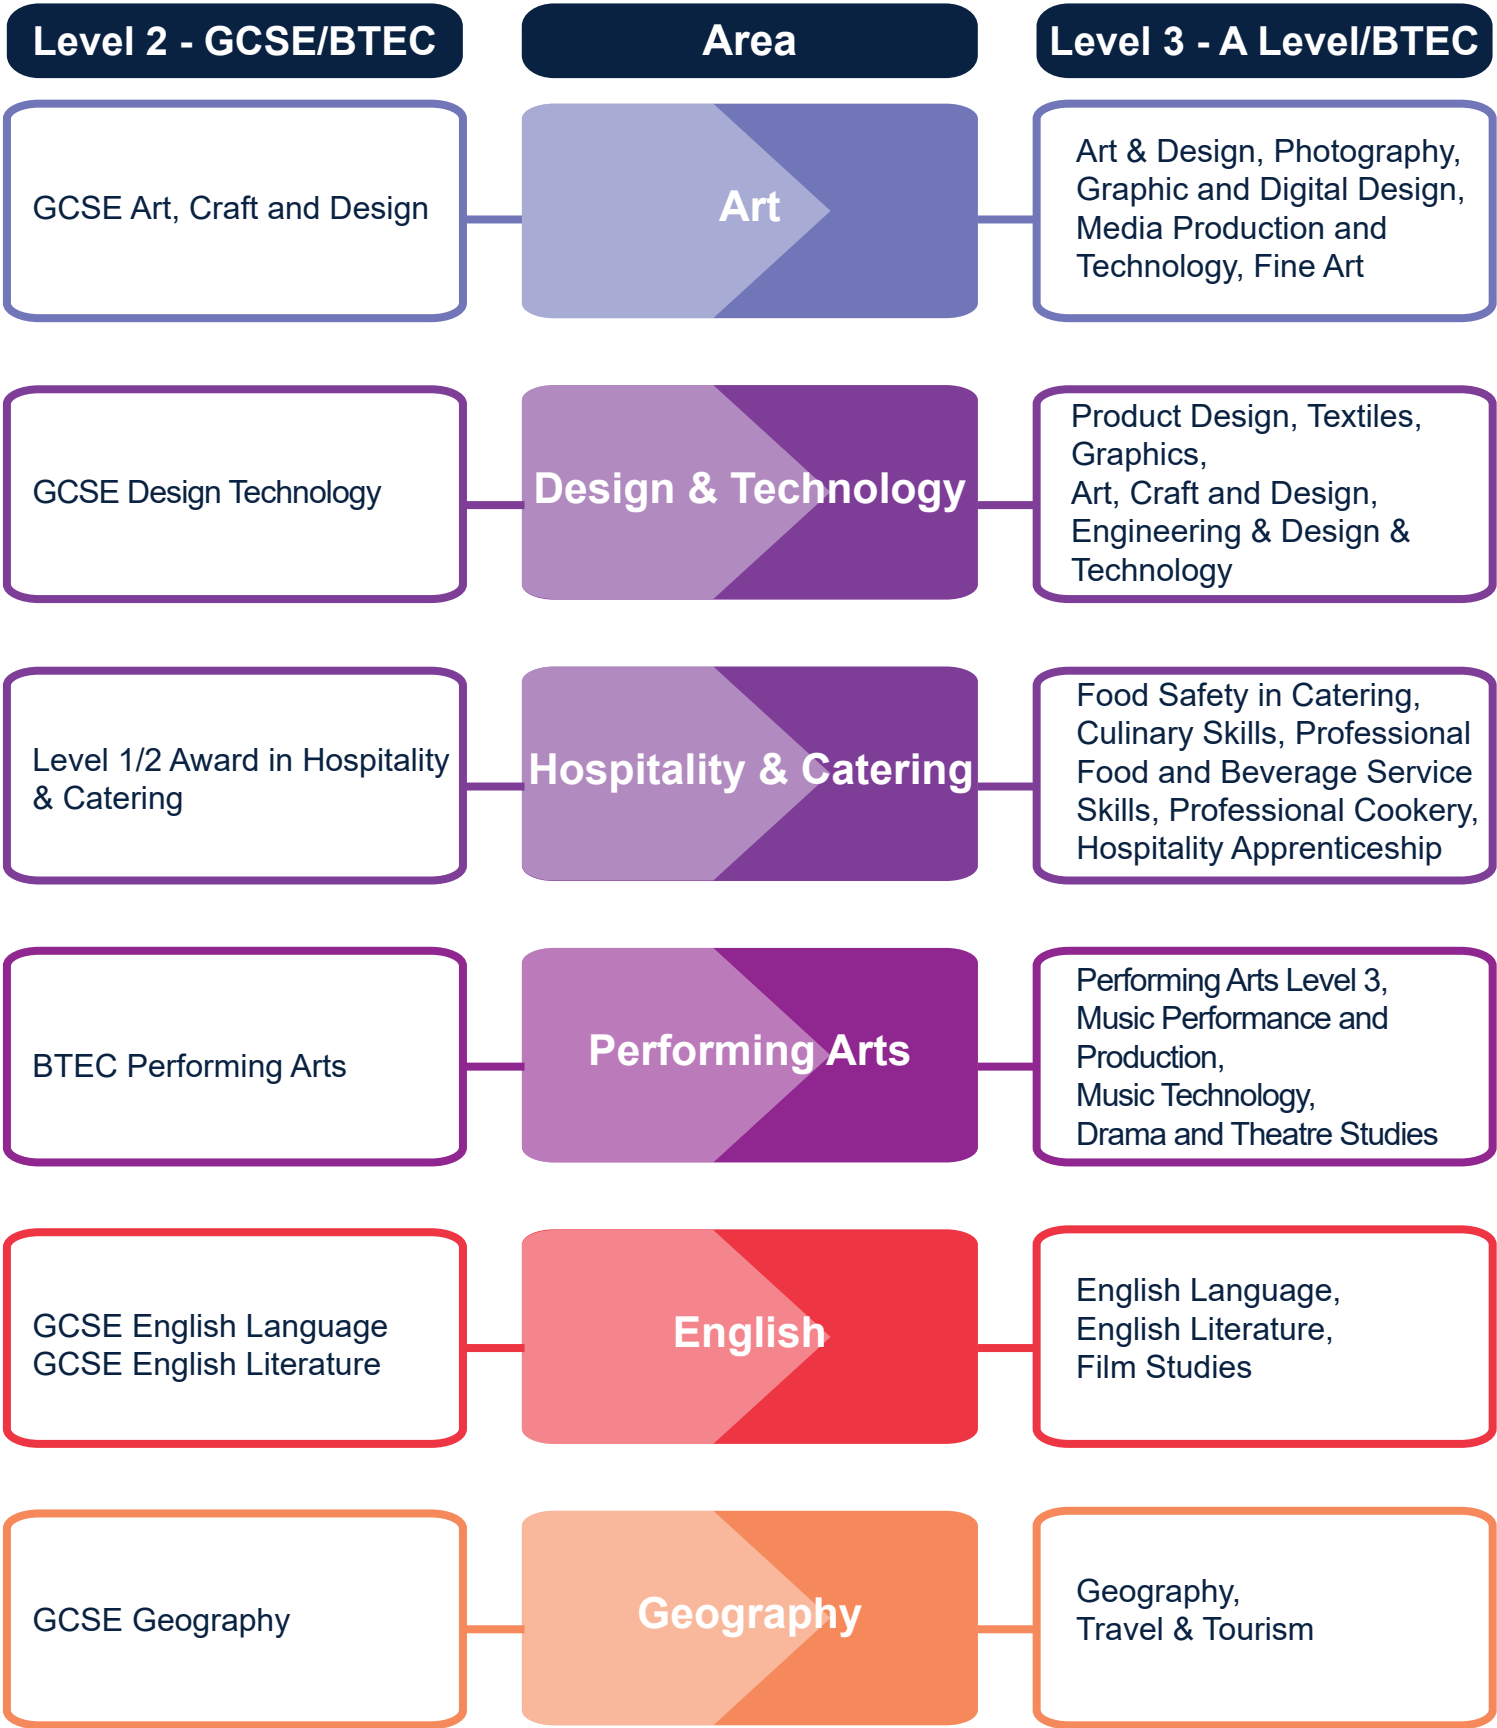 Level 2 - GCSE/BTEC
Area
Level 3 - A Level/BTEC
GCSE Art, Craft and Design
Art
Art & Design, Photography,
Graphic and Digital Design,
Media Production and
Technology, Fine Art
GCSE Design Technology
Design & Technology
Product Design, Textiles,
Graphics,
Art, Craft and Design,
Engineering & Design &
Technology
Level 1/2 Award in Hospitality
& Catering
Hospitality & Catering
Food Safety in Catering,
Culinary Skills, Professional
Food and Beverage Service
Skills, Professional Cookery,
Hospitality Apprenticeship
BTEC Performing Arts
Performing Arts
Performing Arts Level 3,
Music Performance and
Production,
Music Technology,
Drama and Theatre Studies
GCSE English Language
GCSE English Literature
English
English Language,
English Literature,
Film Studies
GCSE Geography
Geography
Geography,
Travel & Tourism